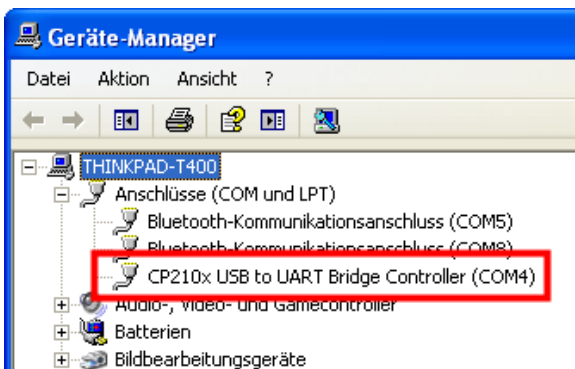 Geräte-Manager
Datei Aktion Ansicht ?
THINKPAD-T400
Anschlüsse (COM und LPT)
Bluetooth-Kommunikationsanschluss (COM5)
Bluetooth-Kommunikationsanschluss (COM8)
CP210x USB to UART Bridge Controller (COM4)
Audio-, Video- und Gamecontroller
Batterien
Bildbearbeitungsgeräte